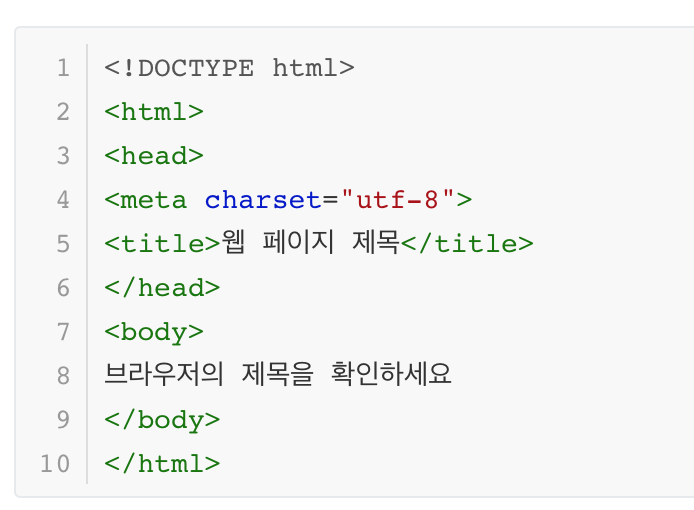 1 <!DOCTYPE html>
2 <html>
3 <head>
4 <meta charset="utf-8">
5 <title>웹 페이지 제목</title>
6 </head>
7 <body>
8 브라우저의 제목을 확인하세요
9 </body>
10 </html>